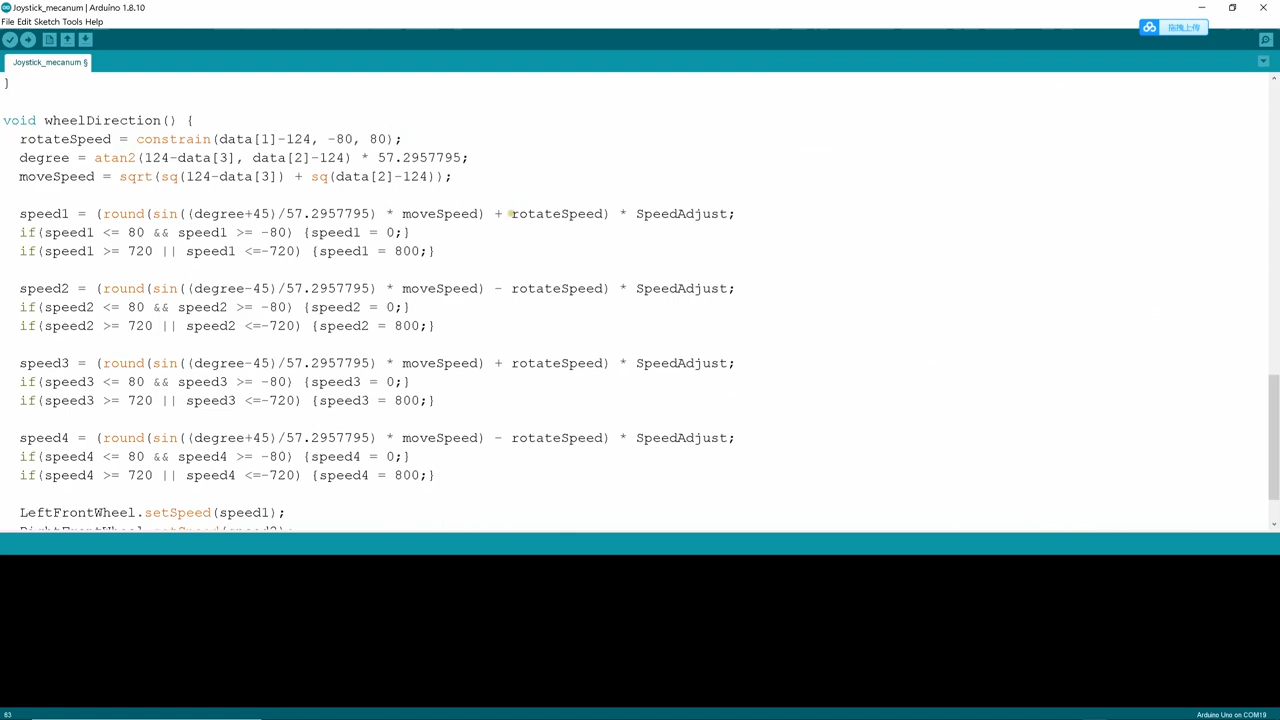 Joystick_mecanum | Arduino 1.8.10
File Edit Sketch Tools Help
拖拽上传
Joystick_mecanum §
}
void wheelDirection() {
rotateSpeed = constrain(data[1]-124, -80, 80);
degree = atan2(124-data[3], data[2]-124) * 57.2957795;
moveSpeed = sqrt(sq(124-data[3]) + sq(data[2]-124));
speed1 = (round(sin((degree+45)/57.2957795) * moveSpeed) + rotateSpeed) * SpeedAdjust;
if(speed1 <= 80 && speed1 >= -80) {speed1 = 0;}
if(speed1 >= 720 || speed1 <=-720) {speed1 = 800;}
speed2 = (round(sin((degree-45)/57.2957795) * moveSpeed) - rotateSpeed) * SpeedAdjust;
if(speed2 <= 80 && speed2 >= -80) {speed2 = 0;}
if(speed2 >= 720 || speed2 <=-720) {speed2 = 800;}
speed3 = (round(sin((degree-45)/57.2957795) * moveSpeed) + rotateSpeed) * SpeedAdjust;
if(speed3 <= 80 && speed3 >= -80) {speed3 = 0;}
if(speed3 >= 720 || speed3 <=-720) {speed3 = 800;}
speed4 = (round(sin((degree+45)/57.2957795) * moveSpeed) - rotateSpeed) * SpeedAdjust;
if(speed4 <= 80 && speed4 >= -80) {speed4 = 0;}
if(speed4 >= 720 || speed4 <=-720) {speed4 = 800;}
LeftFrontWheel.setSpeed(speed1);
RightFrontWheel.setSpeed(speed2);
63
Arduino Uno on COM19